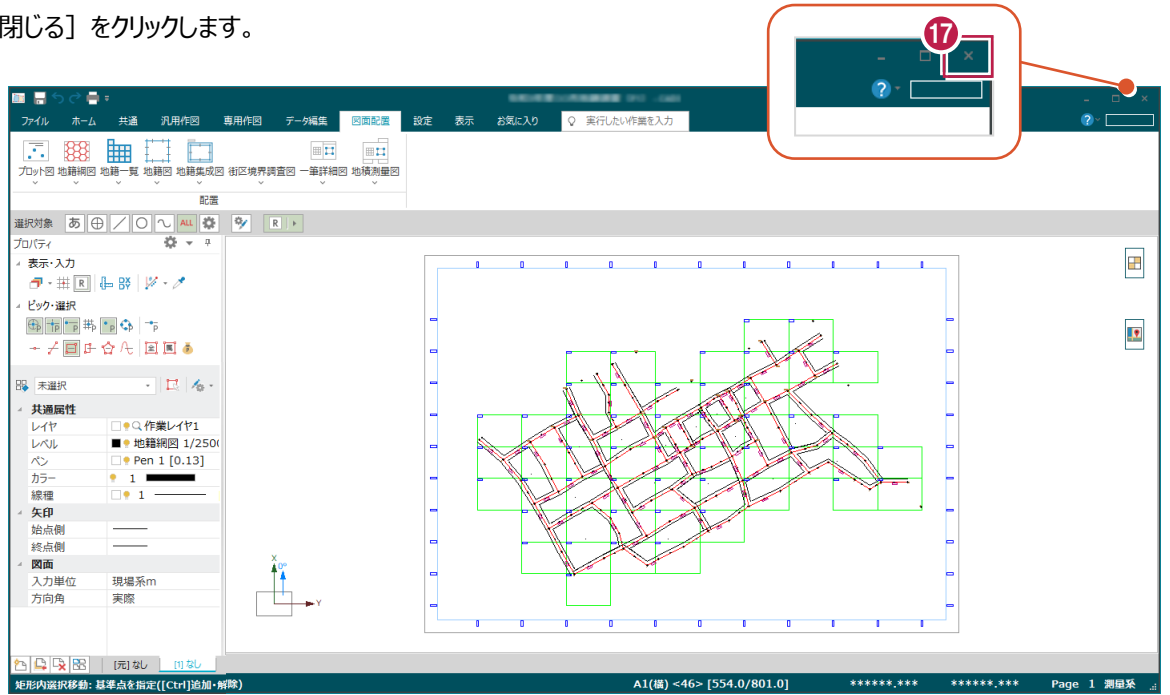 閉じる］をクリックします。
17
ファイル ホーム 共通 汎用作図 専用作図 データ編集 図面配置 設定 表示 お気に入り 実行したい作業を入力
プロット図 地籍網図 地籍一覧 地籍図 地籍集成図 街区境界調査図 一筆詳細図 地積測量図
配置
選択対象 あ ALL R
プロパティ
表示・入力
R
ピック・選択
未選択
共通属性
レイヤ 作業レイヤ1
レベル 地籍網図 1/250
ペン Pen 1 [0.13]
カラー 1
線種 1
矢印
始点側
終点側
図面
入力単位 現場系m
方向角 実際
X
0°
Y
[元] なし [1] なし
矩形内選択移動: 基準点を指定([Ctrl]追加・解除) A1(横) <46> [554.0/801.0] ******.*** ******.*** Page 1 測量系